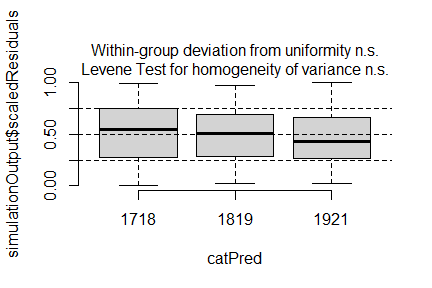 Within-group deviation from uniformity n.s.
Levene Test for homogeneity of variance n.s.
simulationOutput$scaledResiduals
1.00
0.50
0.00
1718 1819 1921
catPred